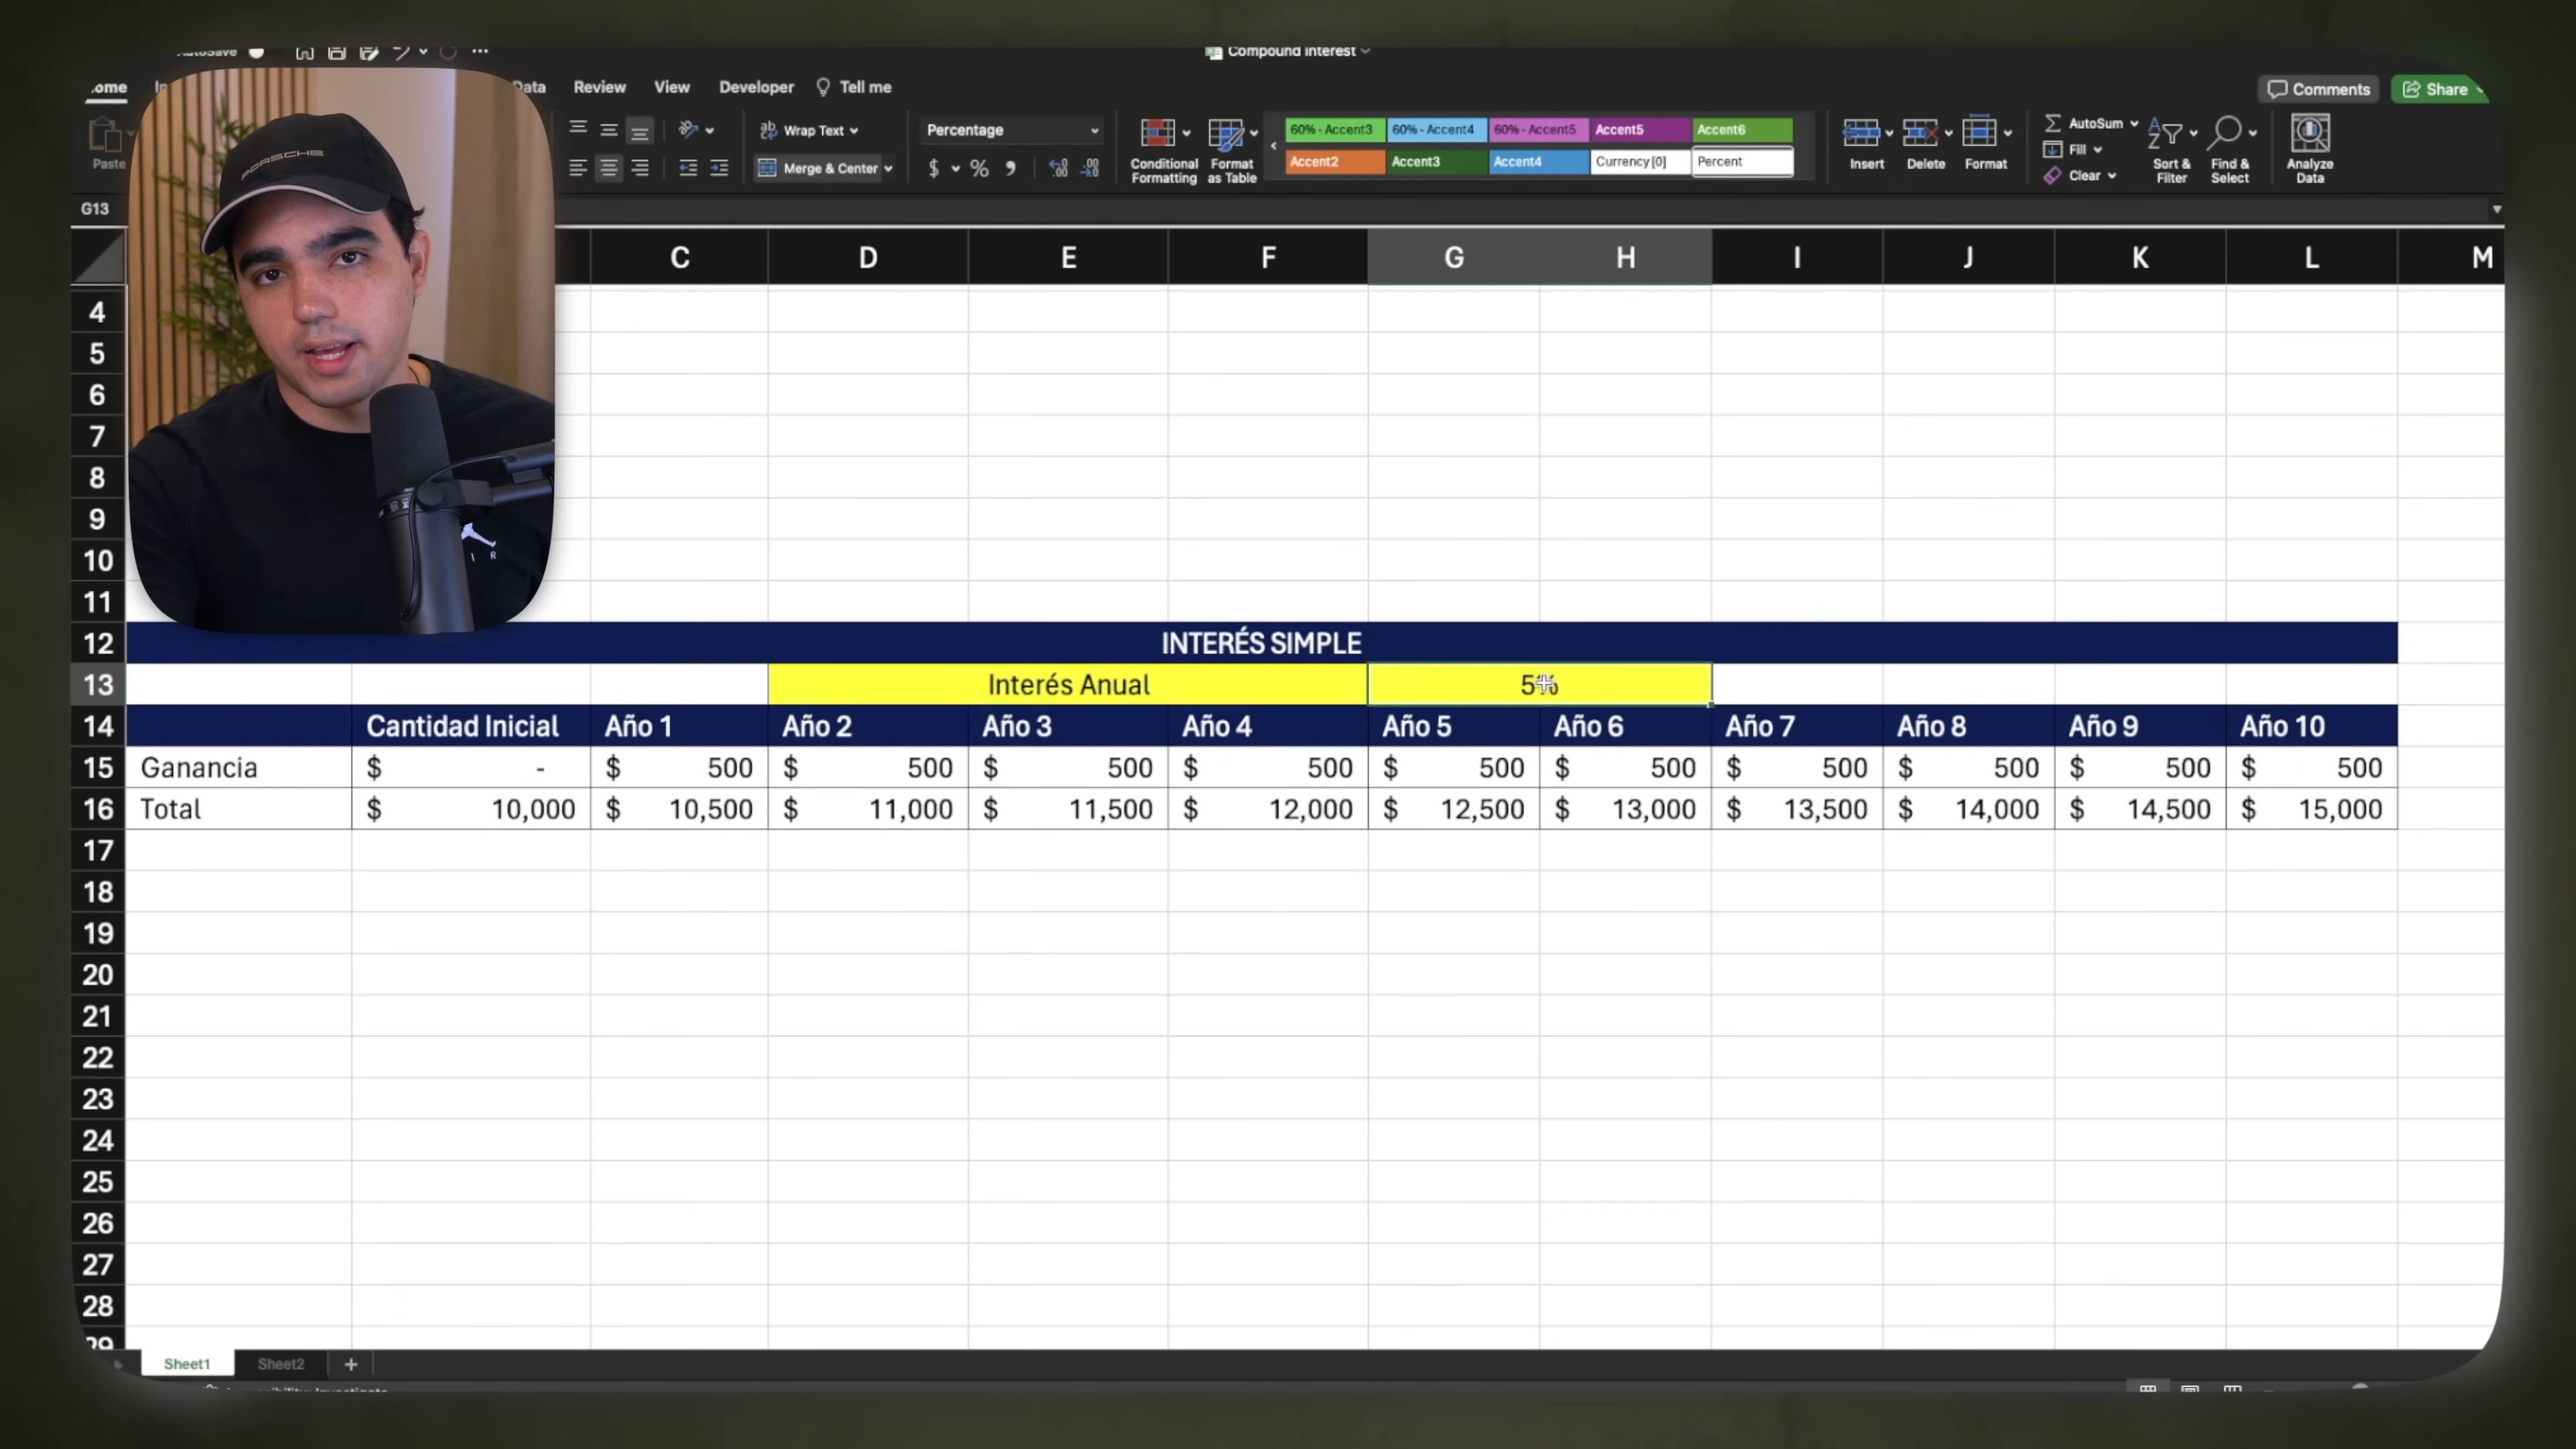 AutoSave
Compound Interest
ome
Data Review View Developer Tell me
Comments Share
Paste
Wrap Text
Merge & Center
Percentage
$ %
Conditional Formatting
Format as Table
60% - Accent3 60% - Accent4 60% - Accent5 Accent5 Accent6
Accent2 Accent3 Accent4 Currency [0] Percent
Insert Delete Format
AutoSum
Fill
Clear
Sort & Filter
Find & Select
Analyze Data
PORSCHE
G13
C D E F G H I J K L M
4
5
6
7
8
9
10
11
12 INTERÉS SIMPLE
13 Interés Anual 5%
14 Cantidad Inicial Año 1 Año 2 Año 3 Año 4 Año 5 Año 6 Año 7 Año 8 Año 9 Año 10
15 Ganancia $ - $ 500 $ 500 $ 500 $ 500 $ 500 $ 500 $ 500 $ 500 $ 500 $ 500
16 Total $ 10,000 $ 10,500 $ 11,000 $ 11,500 $ 12,000 $ 12,500 $ 13,000 $ 13,500 $ 14,000 $ 14,500 $ 15,000
17
18
19
20
21
22
23
24
25
26
27
28
29
Sheet1 Sheet2 +